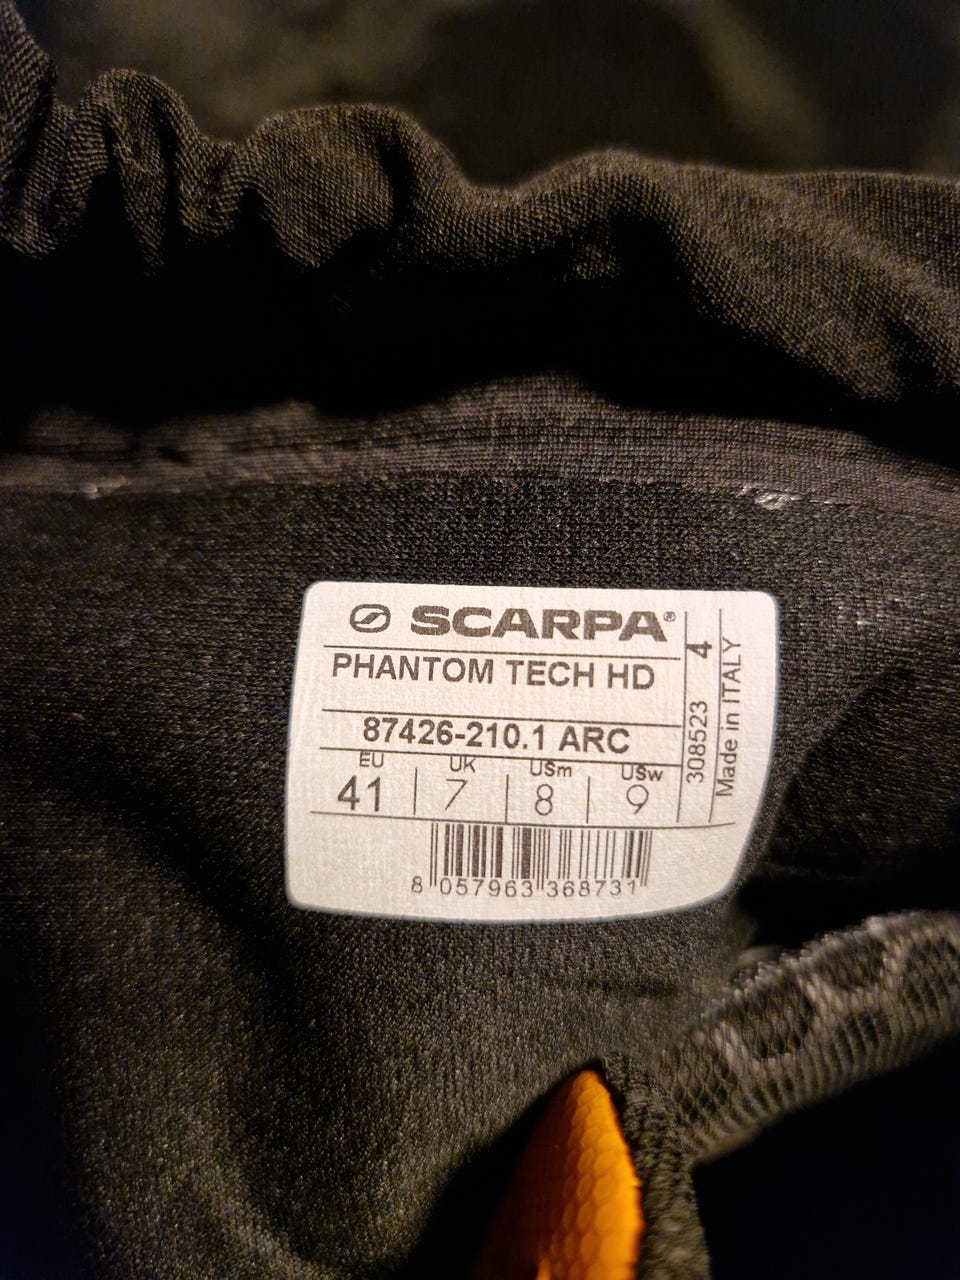 SCARPA®
PHANTOM TECH HD
87426-210.1 ARC
EU UK USm USw
41 7 8 9
8 057963 368731
308523 4
Made in ITALY